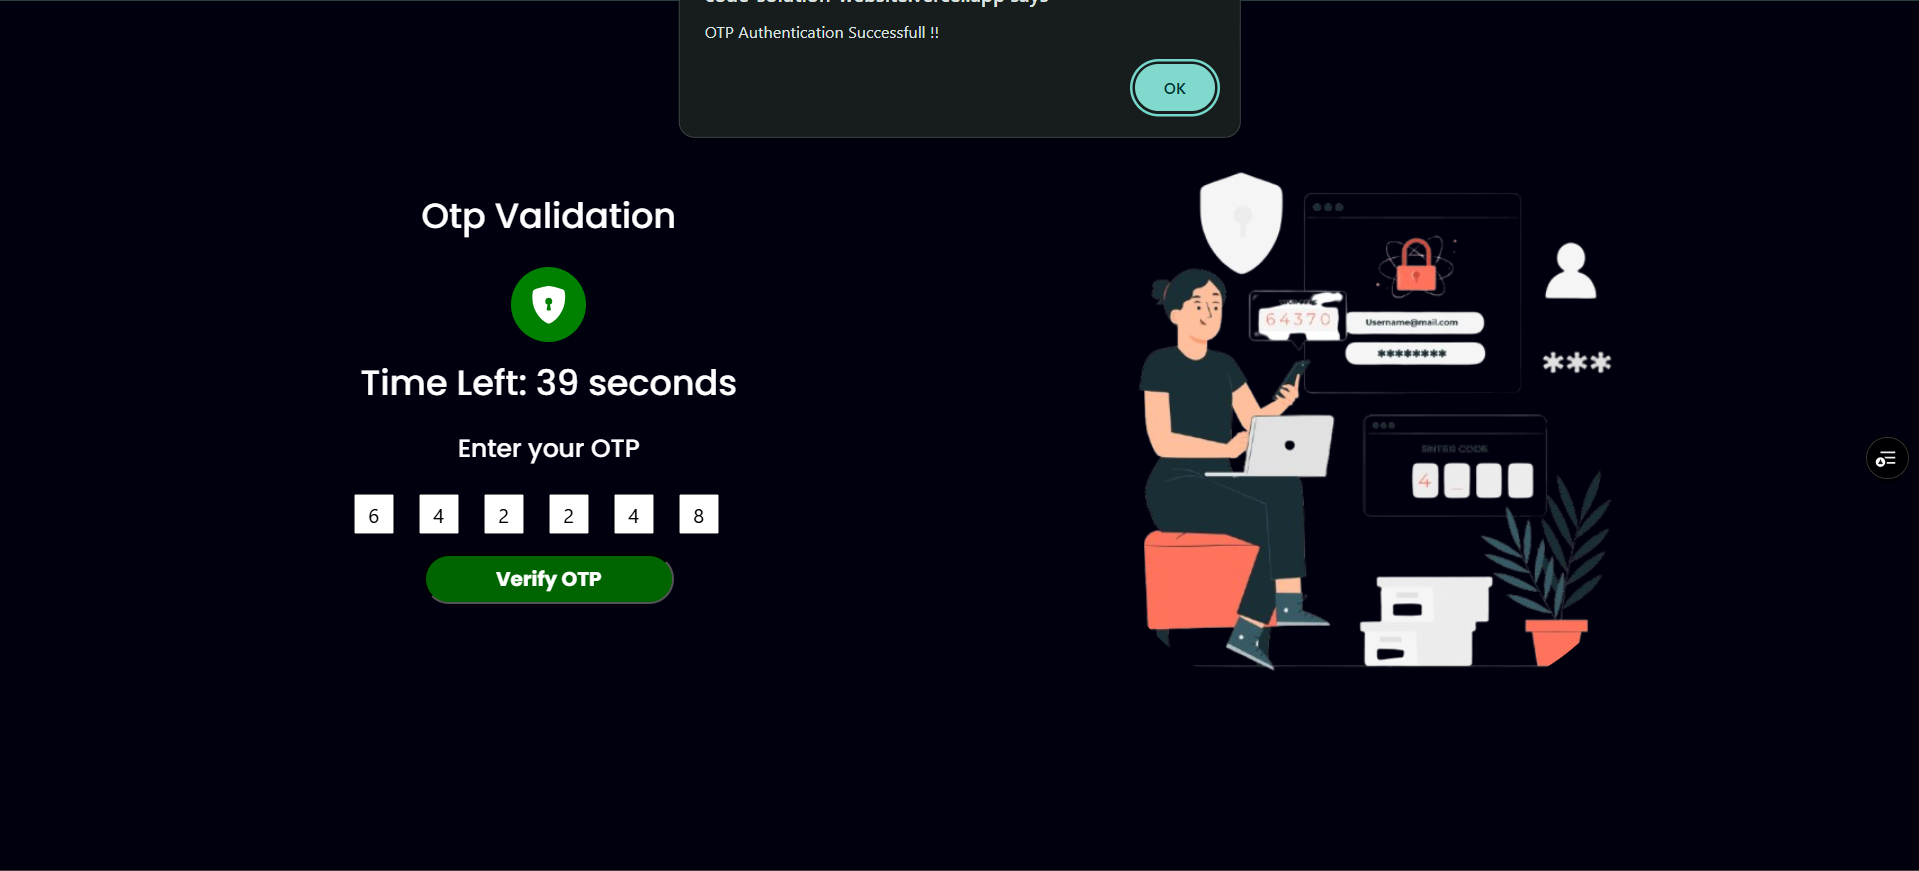 OTP Authentication Successfull !!
OK
Otp Validation
Time Left: 39 seconds
Enter your OTP
6 4 2 2 4 8
Verify OTP
64370
Username@mail.com
********
***
ENTER CODE
4 _